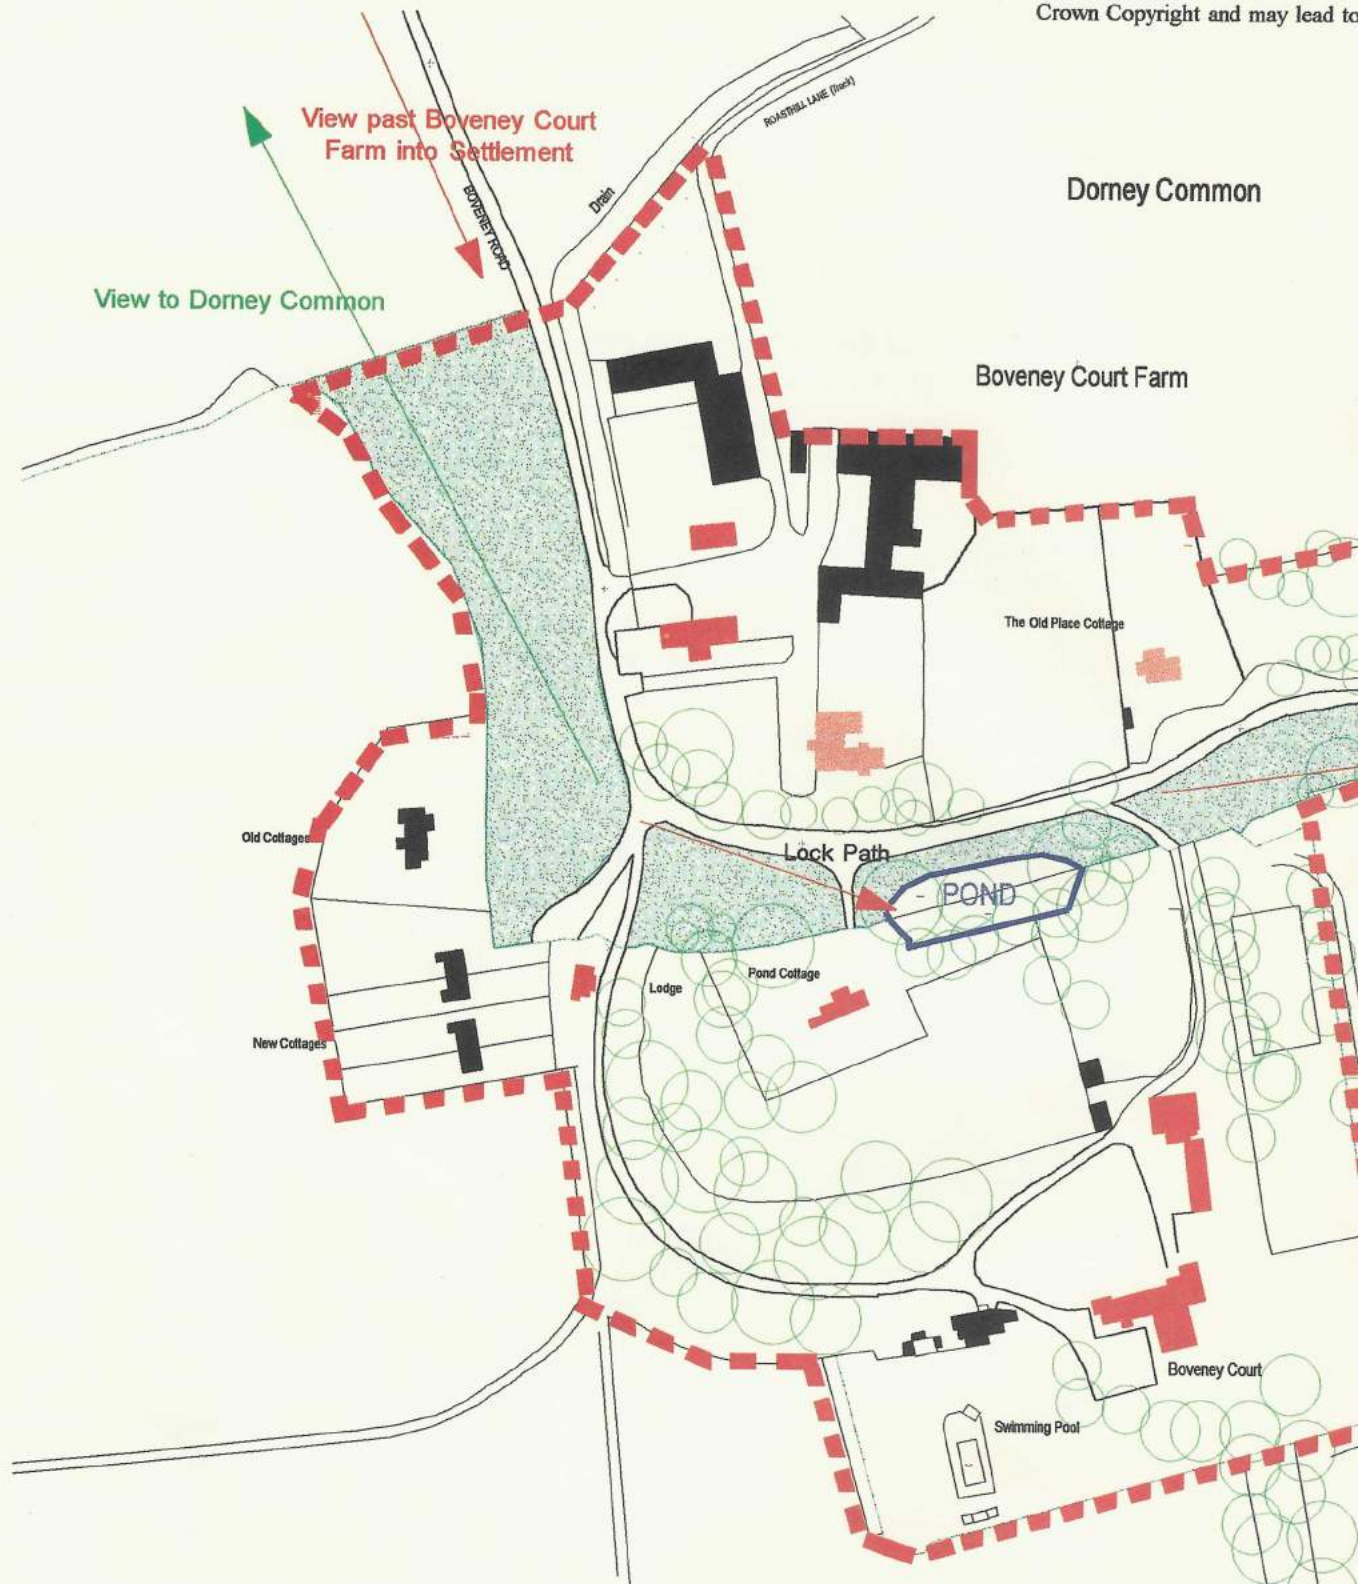 Crown Copyright and may lead to
ROASTHILL LANE (Track)
View past Boveney Court
Farm into Settlement
Dorney Common
Drain
BOVENEY ROAD
View to Dorney Common
Boveney Court Farm
The Old Place Cottage
Old Cottages
Lock Path
POND
Pond Cottage
Lodge
New Cottages
Boveney Court
Swimming Pool